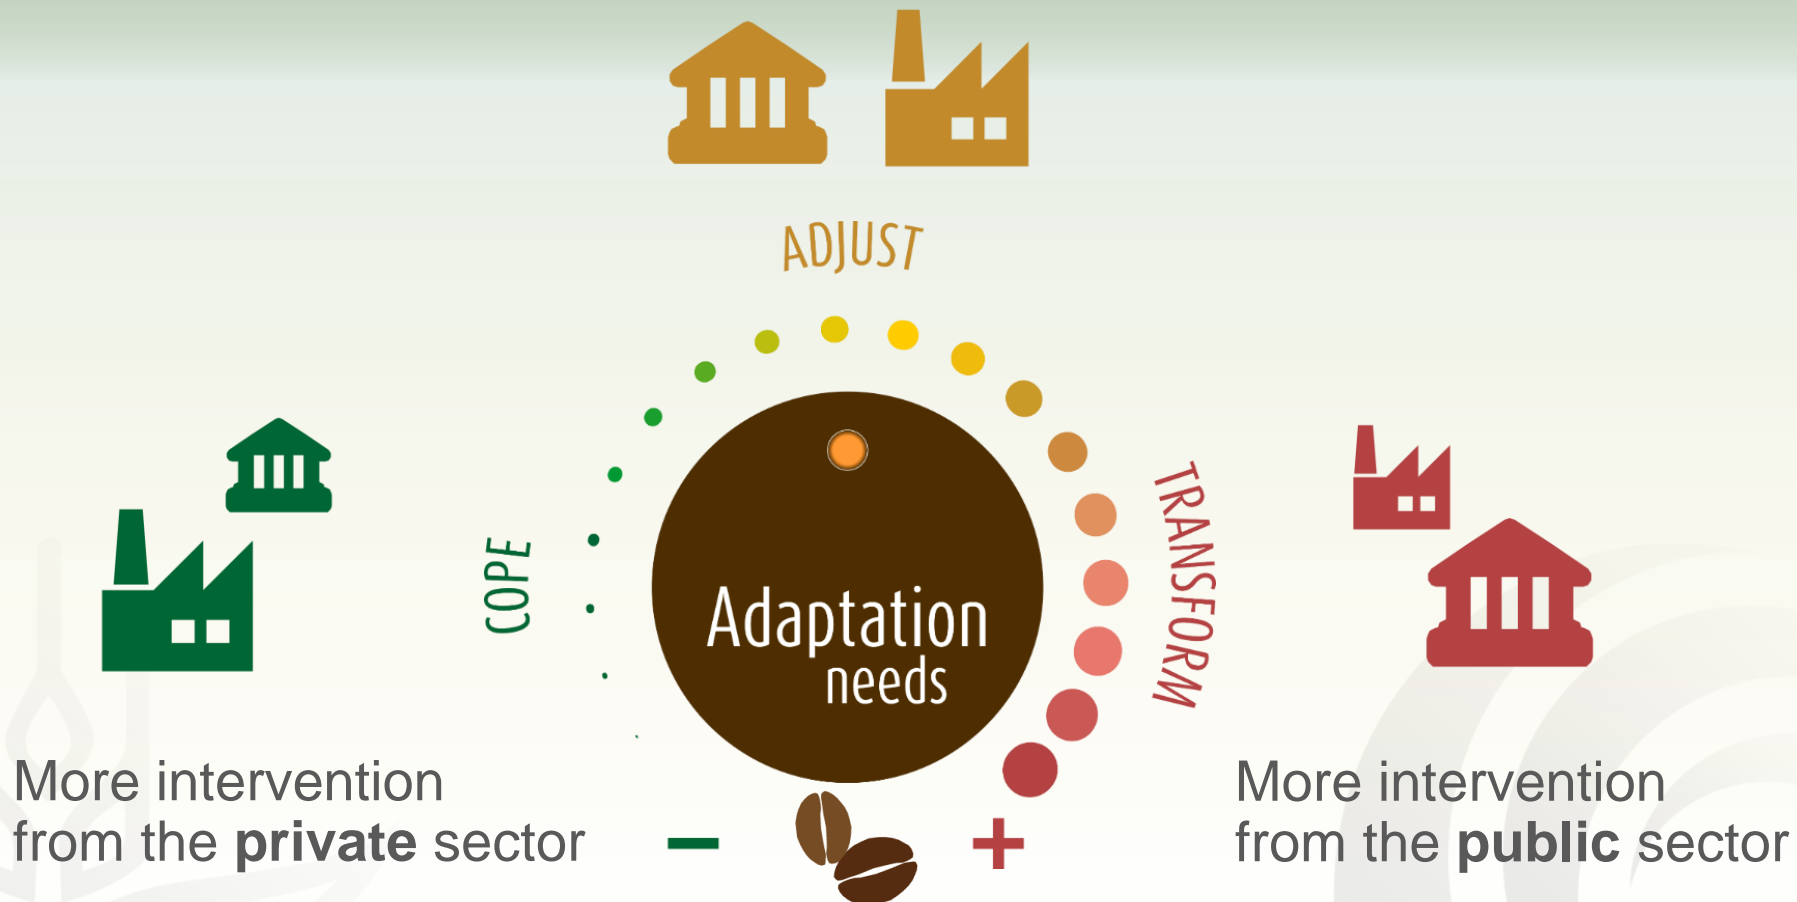 ADJUST
COPE
TRANSFORM
Adaptation
needs
More intervention
from the private sector
− +
More intervention
from the public sector